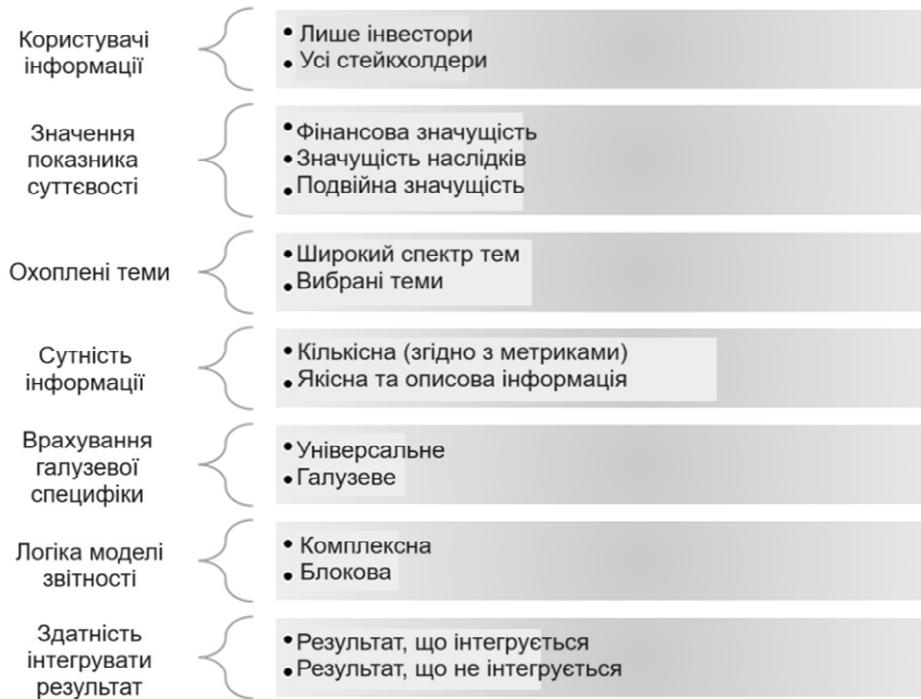 Користувачі
інформації
• Лише інвестори
• Усі стейкхолдери
Значення
показника
суттєвості
• Фінансова значущість
• Значущість наслідків
• Подвійна значущість
Охоплені теми
• Широкий спектр тем
• Вибрані теми
Сутність
інформації
• Кількісна (згідно з метриками)
• Якісна та описова інформація
Врахування
галузевої
специфіки
• Універсальне
• Галузеве
Логіка моделі
звітності
• Комплексна
• Блокова
Здатність
інтегрувати
результат
• Результат, що інтегрується
• Результат, що не інтегрується